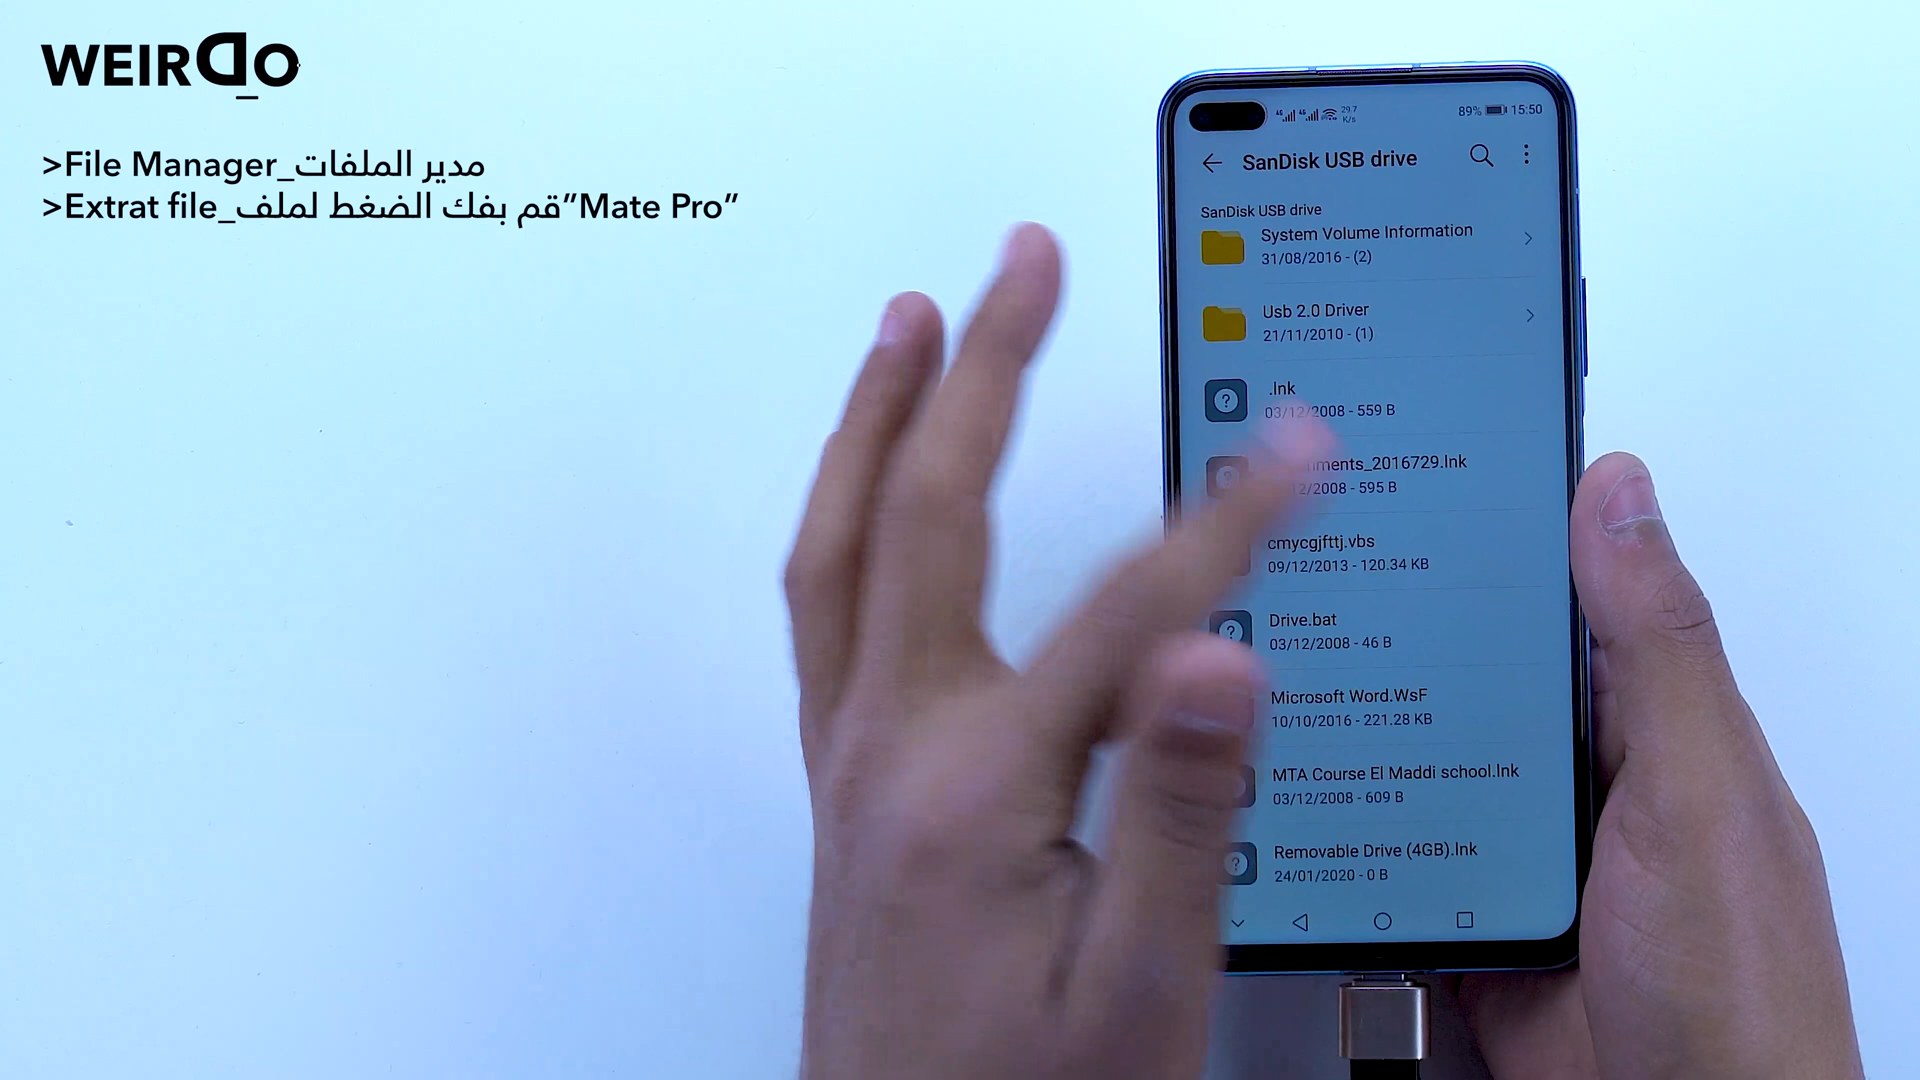 WEIRDO_
>File Manager_مدير الملفات
>Extrat file_قم بفك الضغط لملف”Mate Pro”
29.7 K/s
89% 15:50
SanDisk USB drive
SanDisk USB drive
System Volume Information
31/08/2016 - (2)
Usb 2.0 Driver
21/11/2010 - (1)
.lnk
03/12/2008 - 559 B
ments_2016729.lnk
12/2008 - 595 B
cmycgjfttj.vbs
09/12/2013 - 120.34 KB
Drive.bat
03/12/2008 - 46 B
Microsoft Word.WsF
10/10/2016 - 221.28 KB
MTA Course El Maddi school.lnk
03/12/2008 - 609 B
Removable Drive (4GB).lnk
24/01/2020 - 0 B